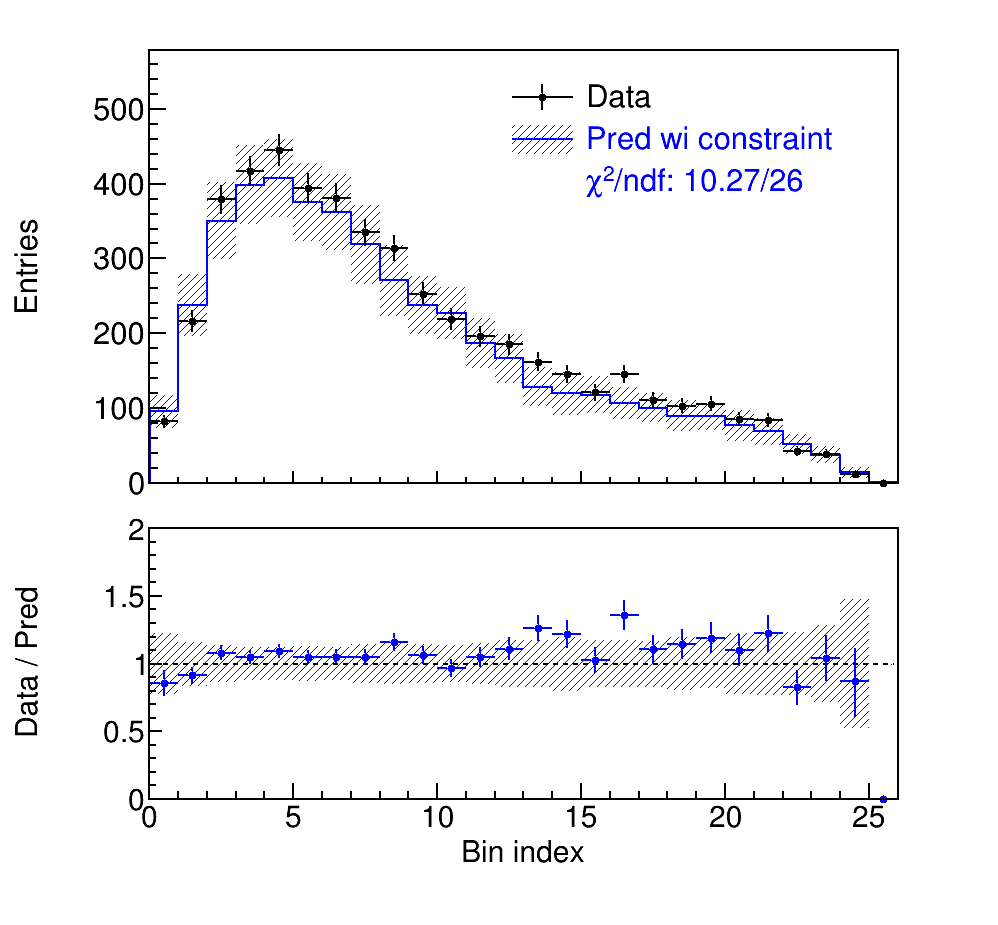 Entries
500
400
300
200
100
0
Data
Pred wi constraint
χ²/ndf: 10.27/26
Data / Pred
2
1.5
1
0.5
0
0 5 10 15 20 25
Bin index